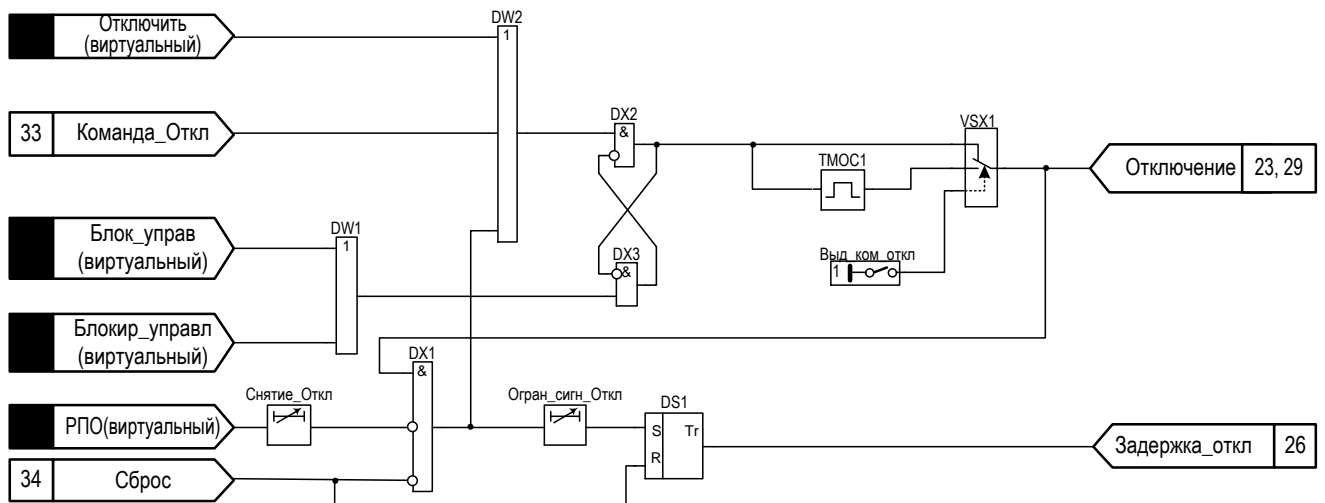 Отключить
(виртуальный)
DW2
1
33 Команда_Откл
DX2
&
VSX1
TMOC1
Отключение 23, 29
Блок_управ
(виртуальный)
DW1
1
DX3
&
Выд_ком_откл
1
Блокир_управл
(виртуальный)
DX1
&
Снятие_Откл
Огран_сигн_Откл
DS1
РПО(виртуальный)
S Tr
R
Задержка_откл 26
34 Сброс